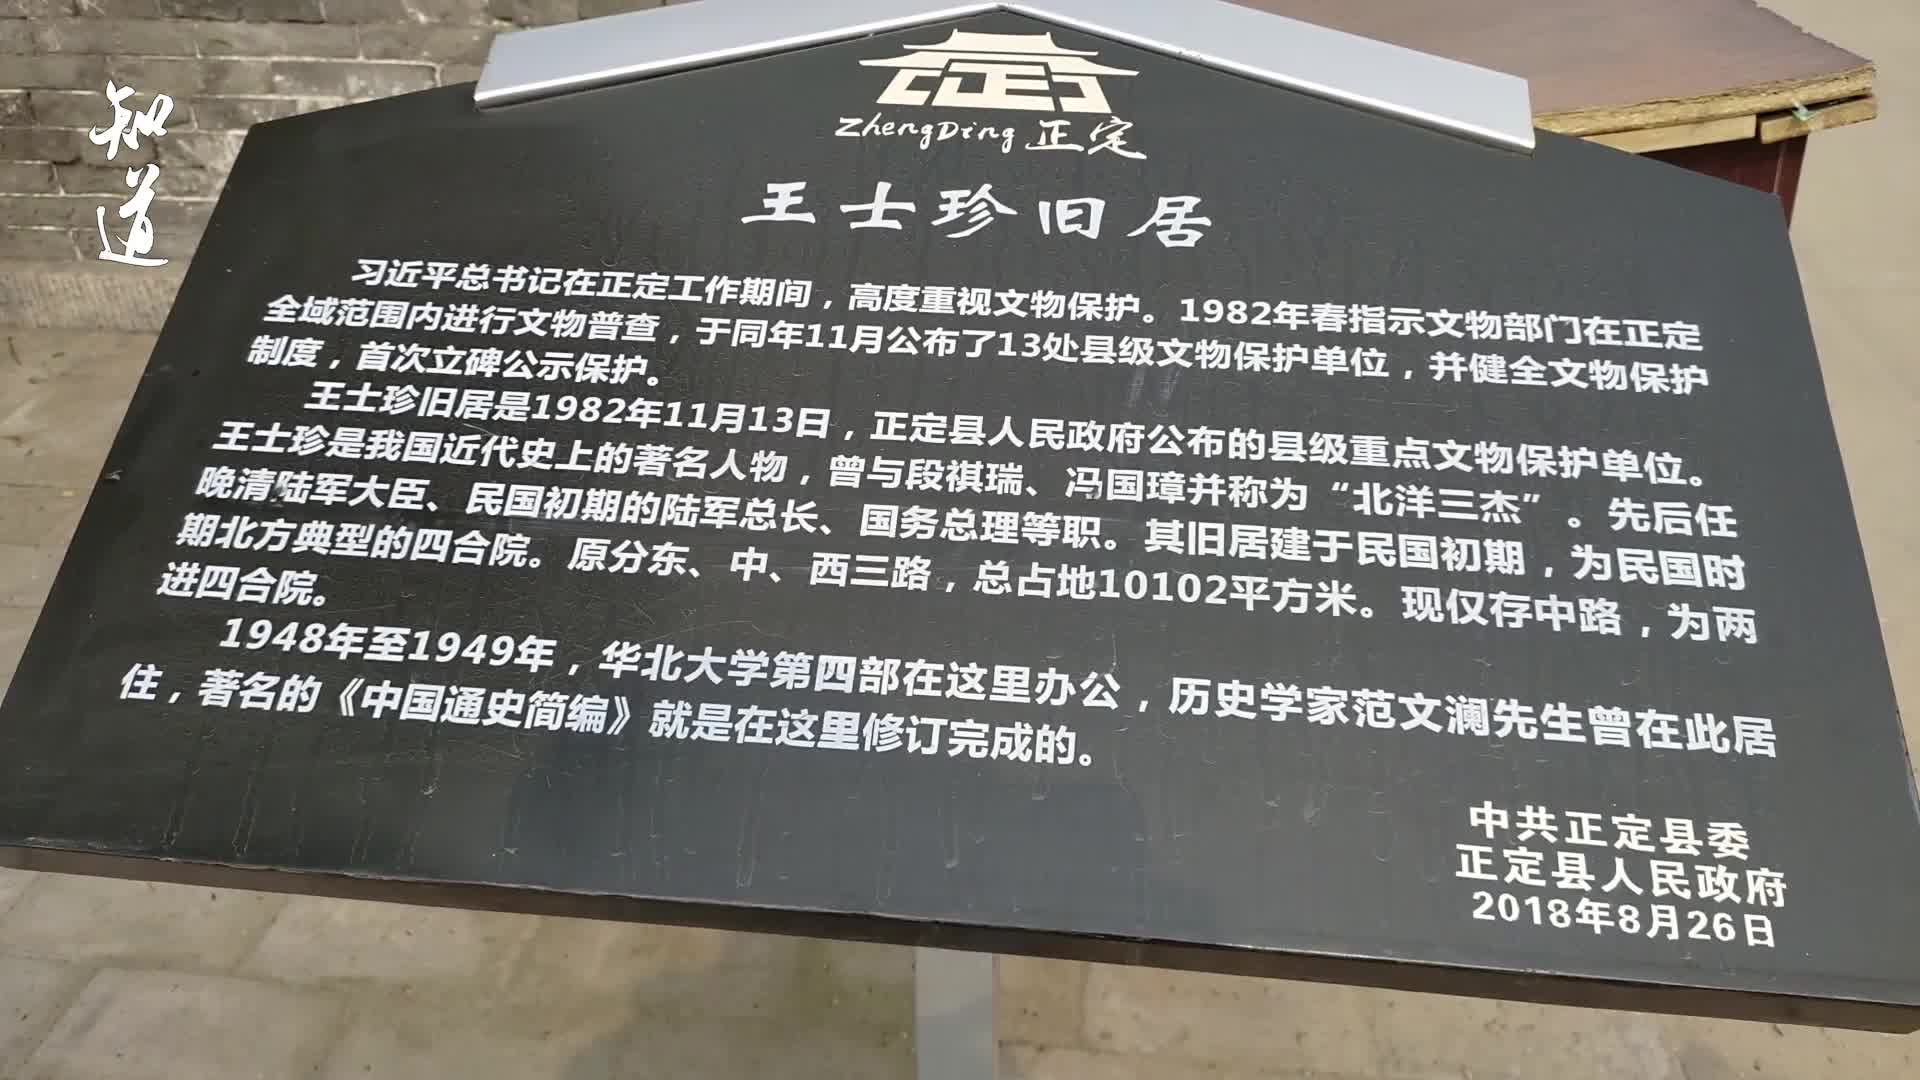 知道
正定
ZhengDing 正定
王士珍旧居
习近平总书记在正定工作期间，高度重视文物保护。1982年春指示文物部门在正定
全域范围内进行文物普查，于同年11月公布了13处县级文物保护单位，并健全文物保护
制度，首次立碑公示保护。
王士珍旧居是1982年11月13日，正定县人民政府公布的县级重点文物保护单位。
王士珍是我国近代史上的著名人物，曾与段祺瑞、冯国璋并称为“北洋三杰”。先后任
晚清陆军大臣、民国初期的陆军总长、国务总理等职。其旧居建于民国初期，为民国时
期北方典型的四合院。原分东、中、西三路，总占地10102平方米。现仅存中路，为两
进四合院。
1948年至1949年，华北大学第四部在这里办公，历史学家范文澜先生曾在此居
住，著名的《中国通史简编》就是在这里修订完成的。
中共正定县委
正定县人民政府
2018年8月26日